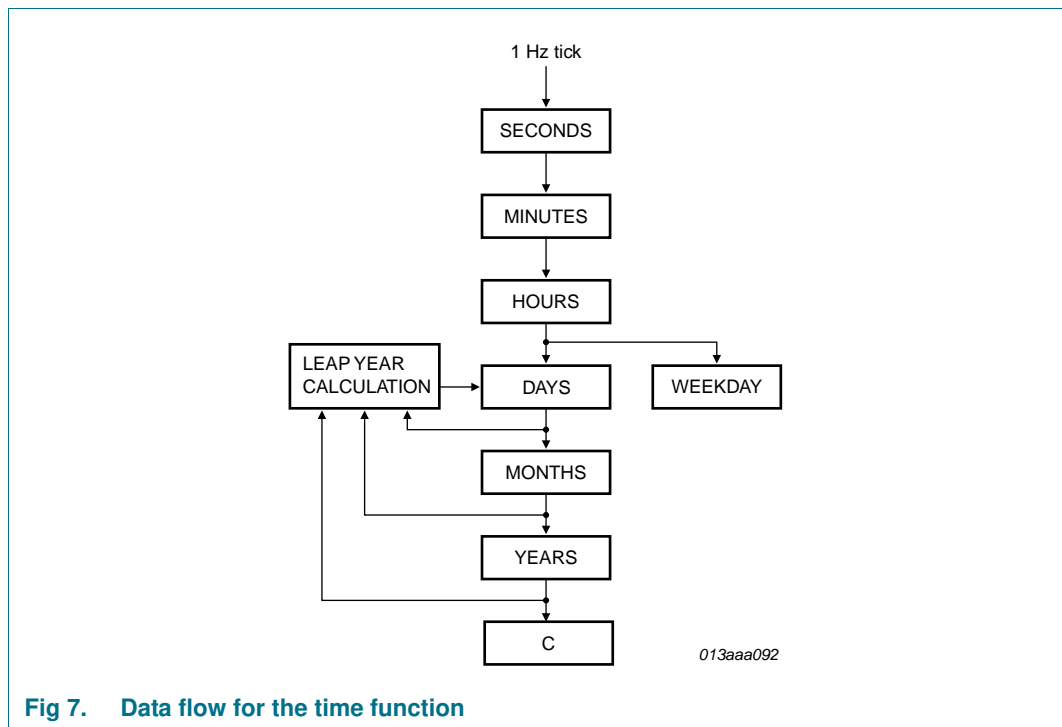 1 Hz tick
SECONDS
MINUTES
HOURS
LEAP YEAR
CALCULATION
DAYS
WEEKDAY
MONTHS
YEARS
C
013aaa092
Fig 7. Data flow for the time function